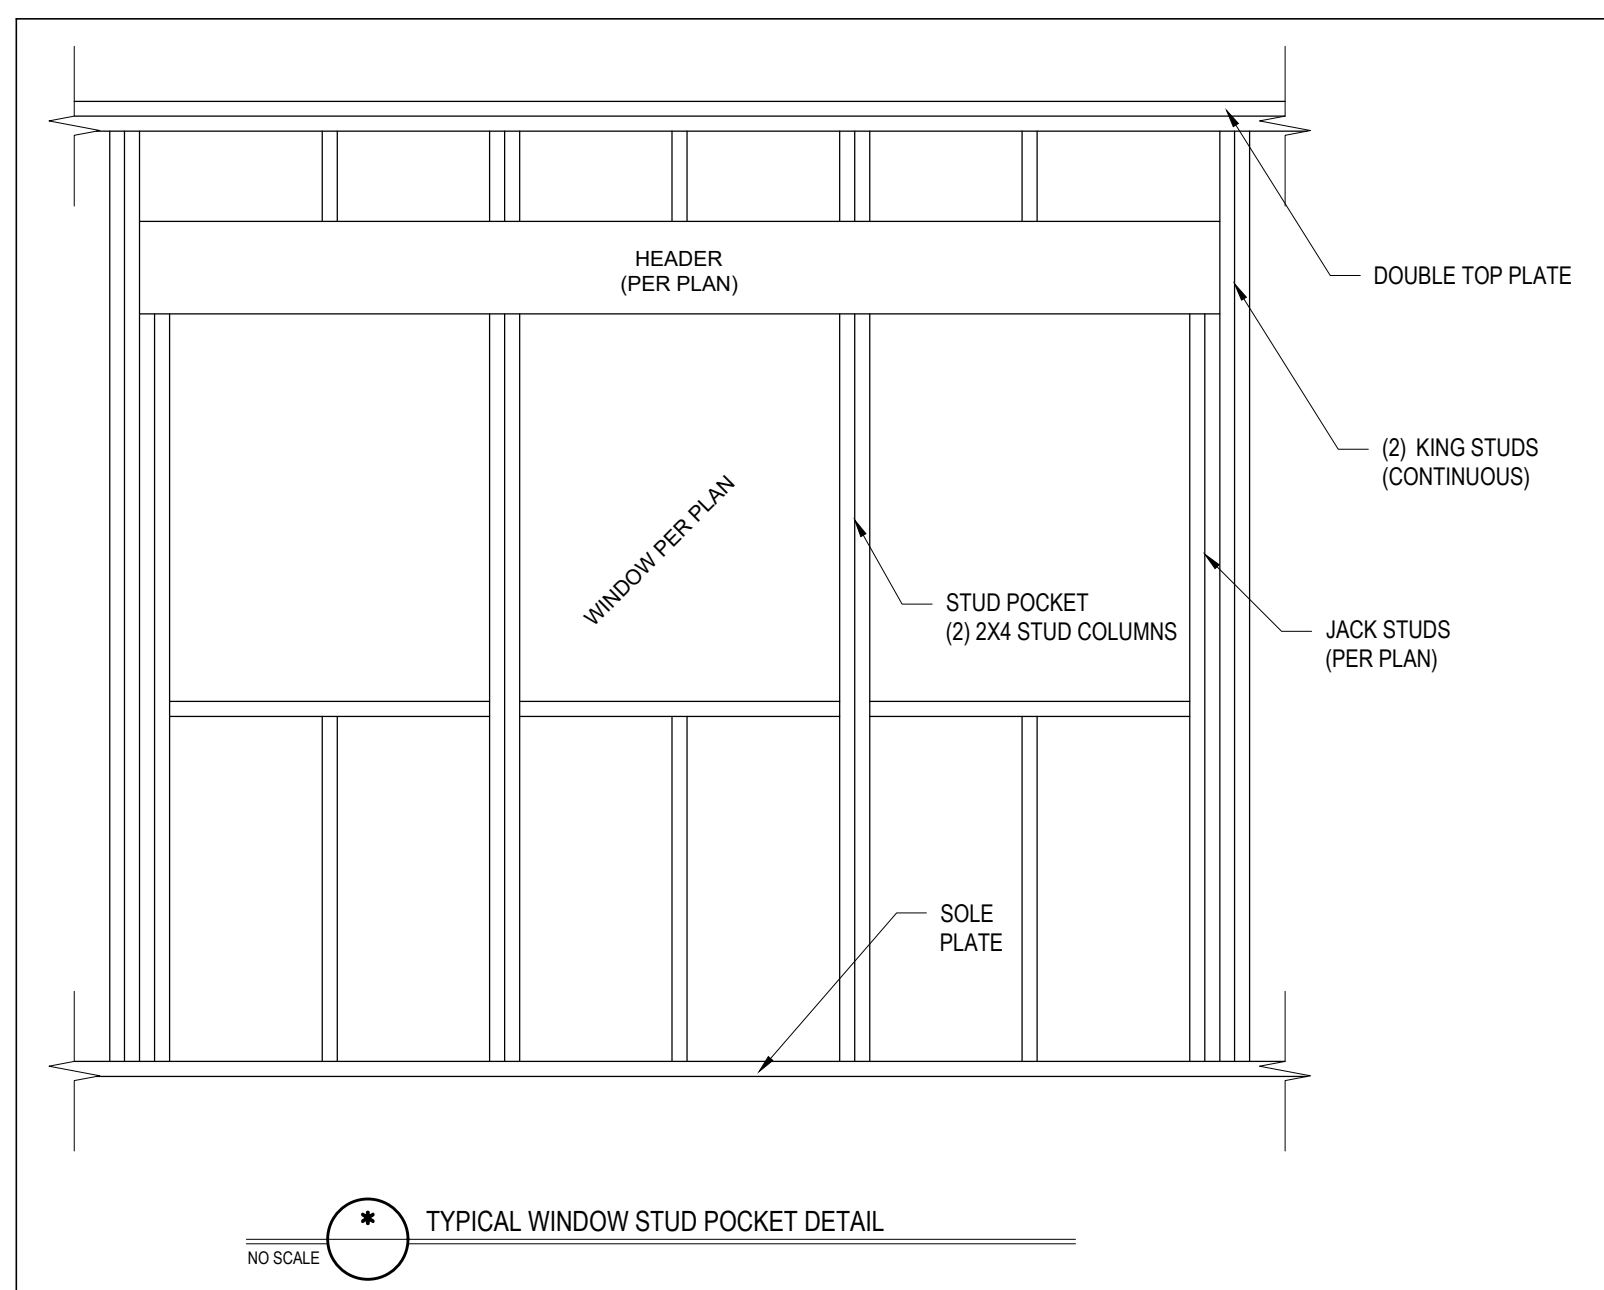 HEADER
(PER PLAN)
DOUBLE TOP PLATE
(2) KING STUDS
(CONTINUOUS)
WINDOW PER PLAN
STUD POCKET
(2) 2X4 STUD COLUMNS
JACK STUDS
(PER PLAN)
SOLE
PLATE
*
TYPICAL WINDOW STUD POCKET DETAIL
NO SCALE